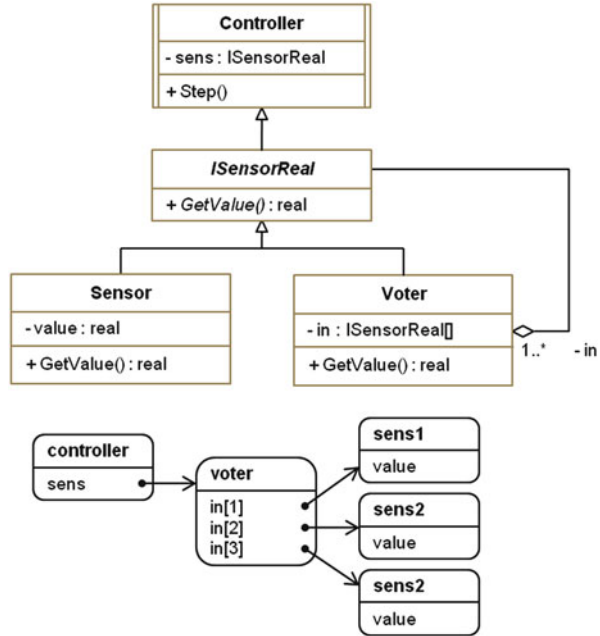 Controller
- sens : ISensorReal
+ Step()
ISensorReal
+ GetValue() : real
Sensor
- value : real
+ GetValue() : real
Voter
- in : ISensorReal[]
+ GetValue() : real
1..* - in
controller
sens
voter
in[1]
in[2]
in[3]
sens1
value
sens2
value
sens2
value